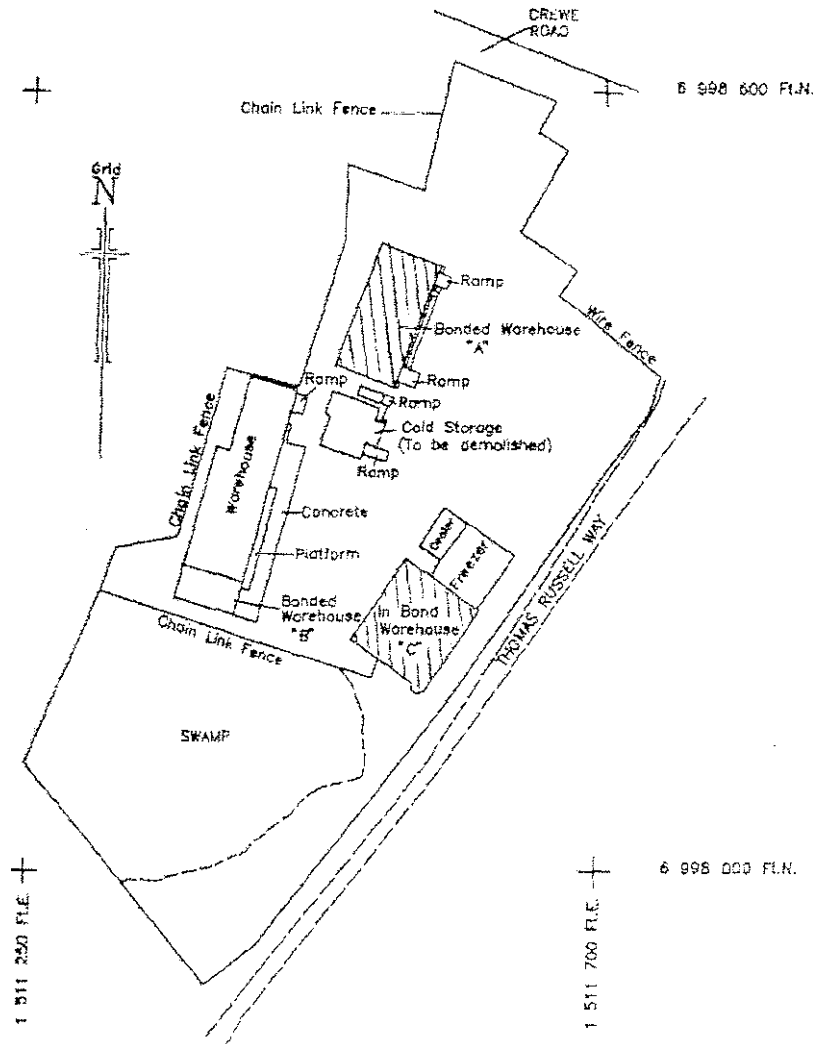 CREWE
ROAD
6 998 600 Ft.N.
Chain Link Fence
Grid
N
Ramp
Bonded Warehouse
"A"
Wire Fence
Ramp
Ramp
Ramp
Cold Storage
(To be demolished)
Ramp
Chain Link Fence
Warehouse
Concrete
Platform
Freezer
Bonded
Warehouse
"B"
In Bond
Warehouse
"C"
THOMAS RUSSELL WAY
Chain Link Fence
SWAMP
6 998 000 Ft.N.
1 511 250 Ft.E.
1 511 700 Ft.E.